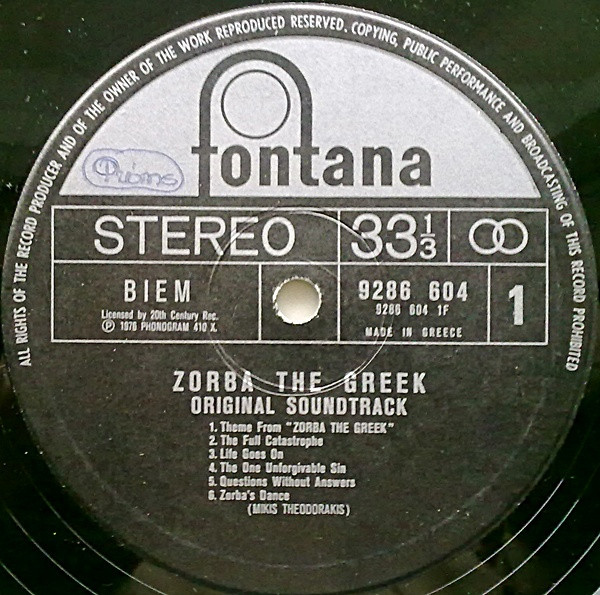 ALL RIGHTS OF THE RECORD PRODUCER AND OF THE OWNER OF THE WORK REPRODUCED RESERVED. COPYING, PUBLIC PERFORMANCE AND BROADCASTING OF THIS RECORD PROHIBITED
fontana
Prisms
STEREO 33 1/3
BIEM 9286 604 1
Licensed by 20th Century Rec. 9286 604 1F
℗ 1976 PHONOGRAM 410 X. MADE IN GREECE
ZORBA THE GREEK
ORIGINAL SOUNDTRACK
1. Theme From "ZORBA THE GREEK"
2. The Full Catastrophe
3. Life Goes On
4. The One Unforgivable Sin
5. Questions Without Answers
6. Zorba's Dance
(MIKIS THEODORAKIS)